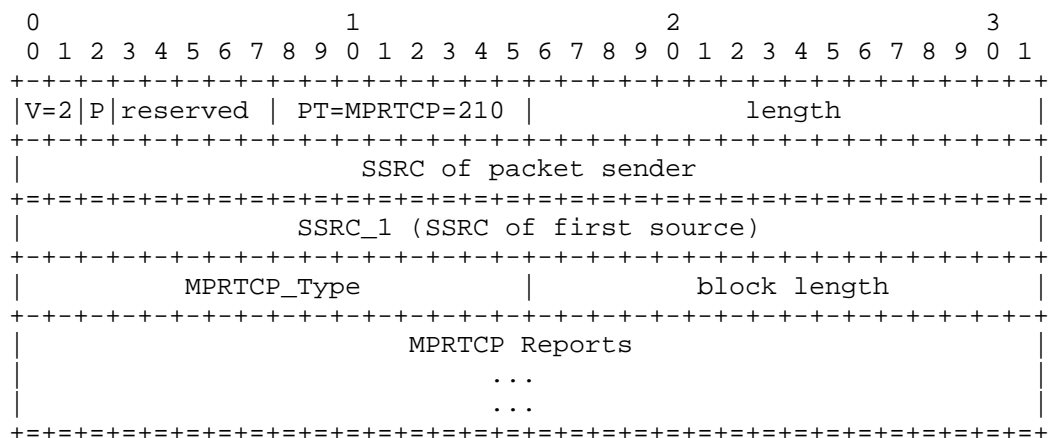 0                   1                   2                   3
 0 1 2 3 4 5 6 7 8 9 0 1 2 3 4 5 6 7 8 9 0 1 2 3 4 5 6 7 8 9 0 1
+-+-+-+-+-+-+-+-+-+-+-+-+-+-+-+-+-+-+-+-+-+-+-+-+-+-+-+-+-+-+-+-+
|V=2|P|reserved | PT=MPRTCP=210 |             length            |
+-+-+-+-+-+-+-+-+-+-+-+-+-+-+-+-+-+-+-+-+-+-+-+-+-+-+-+-+-+-+-+-+
|                     SSRC of packet sender                     |
+=+=+=+=+=+=+=+=+=+=+=+=+=+=+=+=+=+=+=+=+=+=+=+=+=+=+=+=+=+=+=+=+
|                 SSRC_1 (SSRC of first source)                 |
+-+-+-+-+-+-+-+-+-+-+-+-+-+-+-+-+-+-+-+-+-+-+-+-+-+-+-+-+-+-+-+-+
|          MPRTCP_Type          |          block length         |
+-+-+-+-+-+-+-+-+-+-+-+-+-+-+-+-+-+-+-+-+-+-+-+-+-+-+-+-+-+-+-+-+
|                        MPRTCP Reports                         |
|                             ...                               |
|                             ...                               |
+=+=+=+=+=+=+=+=+=+=+=+=+=+=+=+=+=+=+=+=+=+=+=+=+=+=+=+=+=+=+=+=+